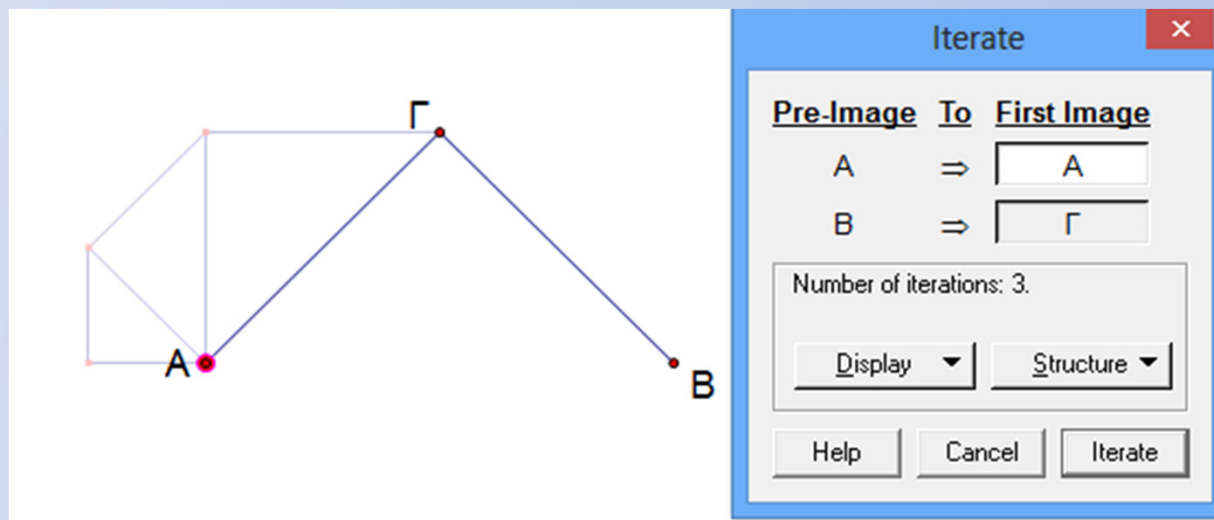 Γ
A
B
Iterate
Pre-Image To First Image
A ⇒ A
B ⇒ Γ
Number of iterations: 3.
Display Structure
Help Cancel Iterate